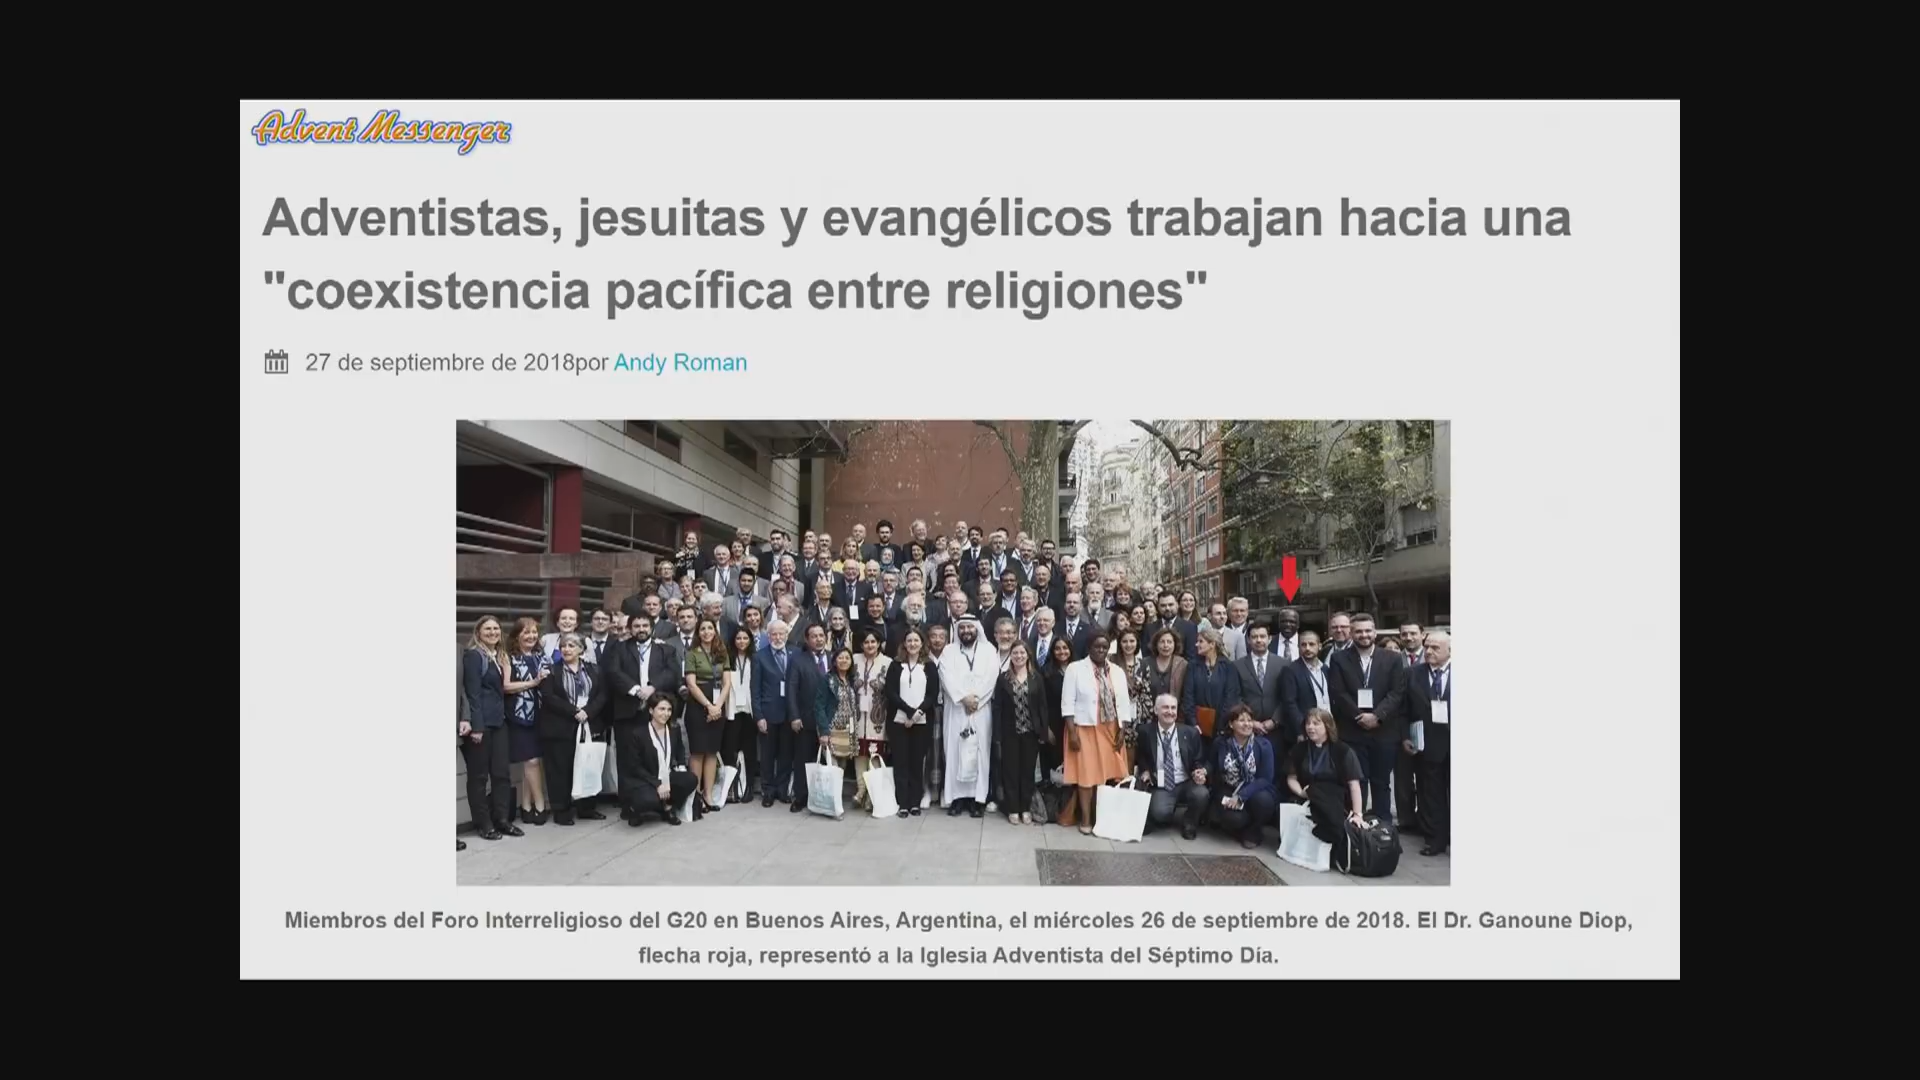 Advent Messenger
Adventistas, jesuitas y evangélicos trabajan hacia una
"coexistencia pacífica entre religiones"
27 de septiembre de 2018por Andy Roman
Miembros del Foro Interreligioso del G20 en Buenos Aires, Argentina, el miércoles 26 de septiembre de 2018. El Dr. Ganoune Diop,
flecha roja, representó a la Iglesia Adventista del Séptimo Día.